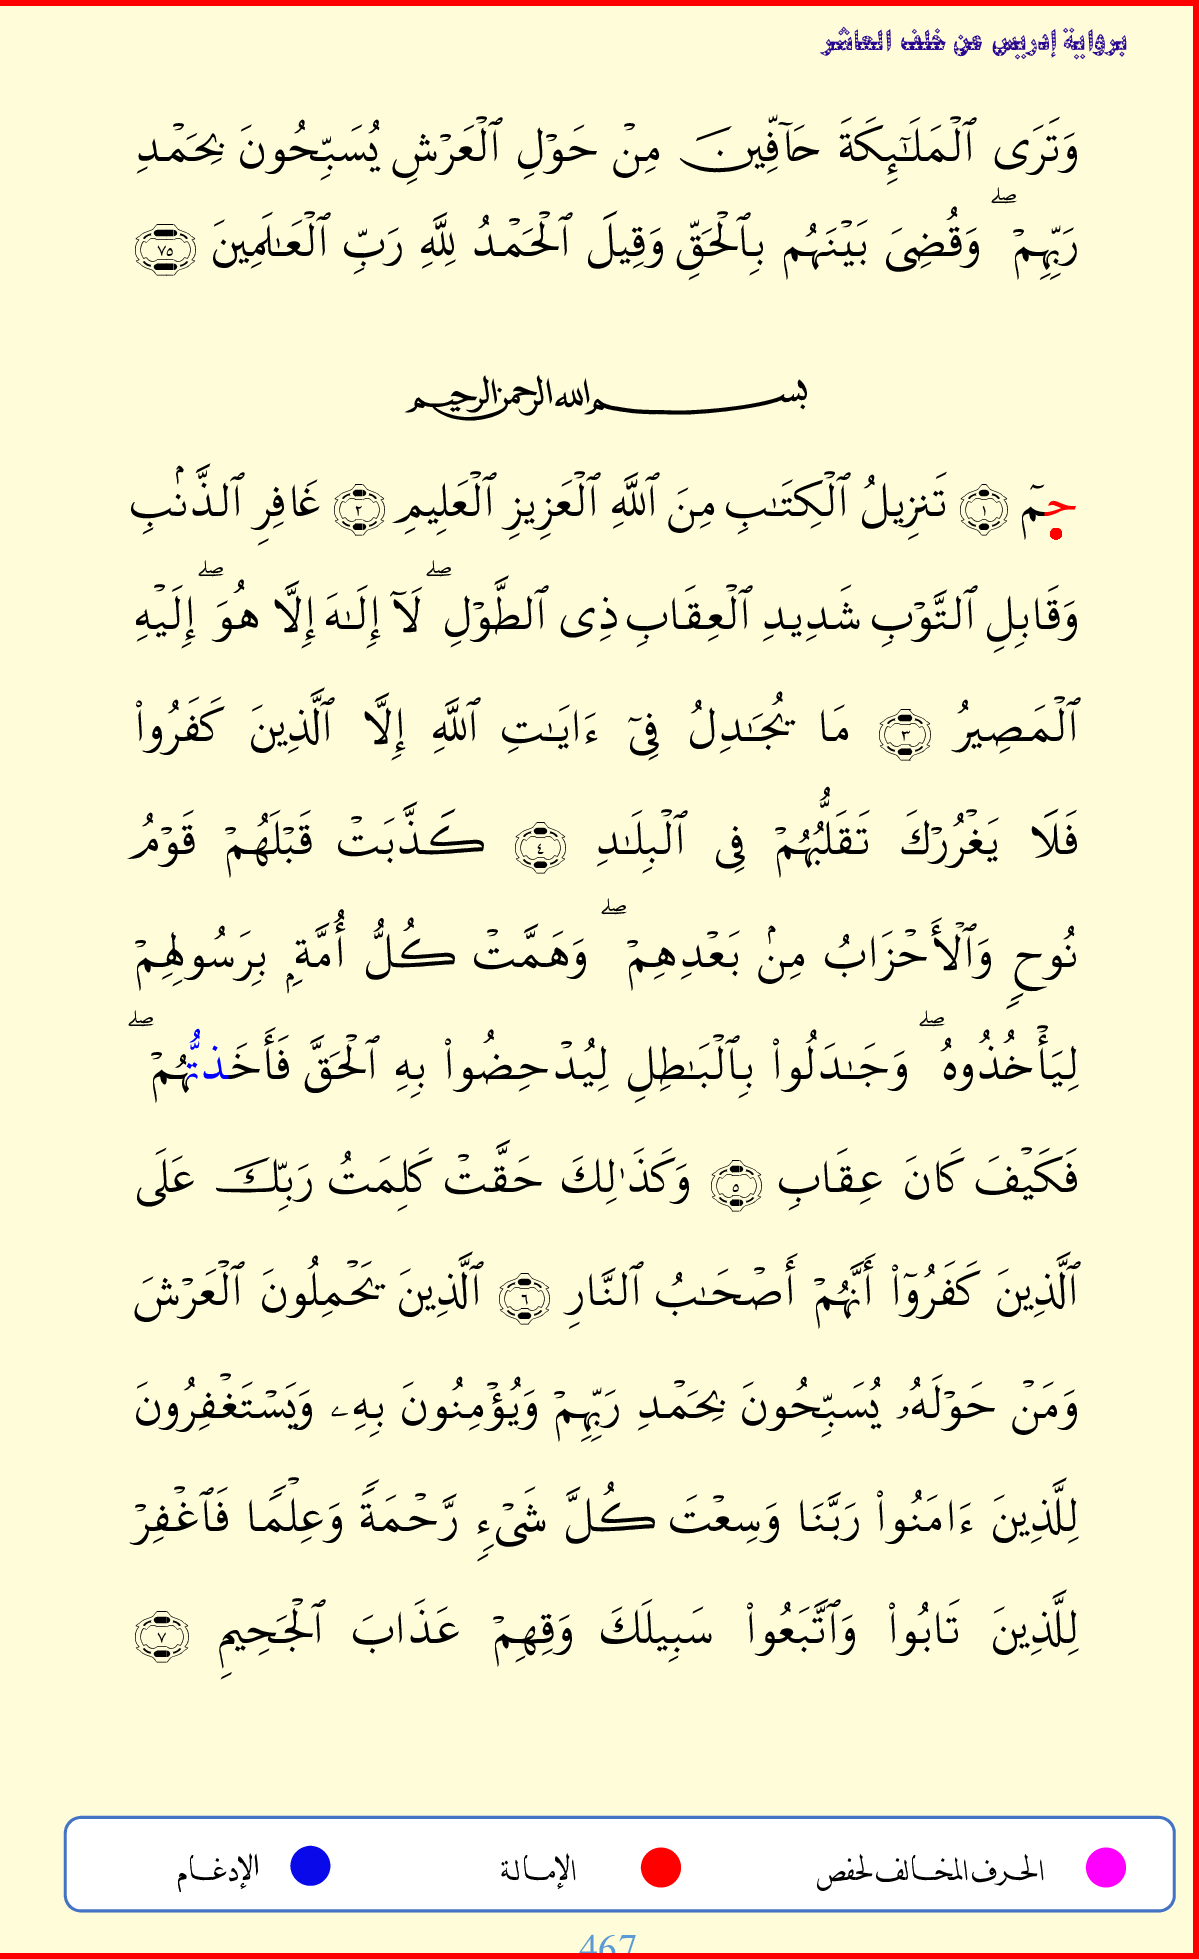 برواية إدريس عن خلف العاشر
وَتَرَى ٱلْمَلَـٰٓئِكَةَ حَآفِّينَ مِنْ حَوْلِ ٱلْعَرْشِ يُسَبِّحُونَ بِحَمْدِ
رَبِّهِمْ ۖ وَقُضِىَ بَيْنَهُم بِٱلْحَقِّ وَقِيلَ ٱلْحَمْدُ لِلَّهِ رَبِّ ٱلْعَـٰلَمِينَ ٧٥
بسم الله الرحمن الرحيم
حمٓ ١ تَنزِيلُ ٱلْكِتَـٰبِ مِنَ ٱللَّهِ ٱلْعَزِيزِ ٱلْعَلِيمِ ٢ غَافِرِ ٱلذَّنۢبِ
وَقَابِلِ ٱلتَّوْبِ شَدِيدِ ٱلْعِقَابِ ذِى ٱلطَّوْلِ ۖ لَآ إِلَـٰهَ إِلَّا هُوَ ۖ إِلَيْهِ
ٱلْمَصِيرُ ٣ مَا يُجَـٰدِلُ فِىٓ ءَايَـٰتِ ٱللَّهِ إِلَّا ٱلَّذِينَ كَفَرُوا۟
فَلَا يَغْرُرْكَ تَقَلُّبُهُمْ فِى ٱلْبِلَـٰدِ ٤ كَذَّبَتْ قَبْلَهُمْ قَوْمُ
نُوحٍ وَٱلْأَحْزَابُ مِنۢ بَعْدِهِمْ ۖ وَهَمَّتْ كُلُّ أُمَّةٍۭ بِرَسُولِهِمْ
لِيَأْخُذُوهُ ۖ وَجَـٰدَلُوا۟ بِٱلْبَـٰطِلِ لِيُدْحِضُوا۟ بِهِ ٱلْحَقَّ فَأَخَذتُّهُمْ ۖ
فَكَيْفَ كَانَ عِقَابِ ٥ وَكَذَٰلِكَ حَقَّتْ كَلِمَتُ رَبِّكَ عَلَى
ٱلَّذِينَ كَفَرُوٓا۟ أَنَّهُمْ أَصْحَـٰبُ ٱلنَّارِ ٦ ٱلَّذِينَ يَحْمِلُونَ ٱلْعَرْشَ
وَمَنْ حَوْلَهُۥ يُسَبِّحُونَ بِحَمْدِ رَبِّهِمْ وَيُؤْمِنُونَ بِهِۦ وَيَسْتَغْفِرُونَ
لِلَّذِينَ ءَامَنُوا۟ رَبَّنَا وَسِعْتَ كُلَّ شَىْءٍ رَّحْمَةً وَعِلْمًا فَٱغْفِرْ
لِلَّذِينَ تَابُوا۟ وَٱتَّبَعُوا۟ سَبِيلَكَ وَقِهِمْ عَذَابَ ٱلْجَحِيمِ ٧
الحرف المخالف لحفص الإمالة الإدغام
467